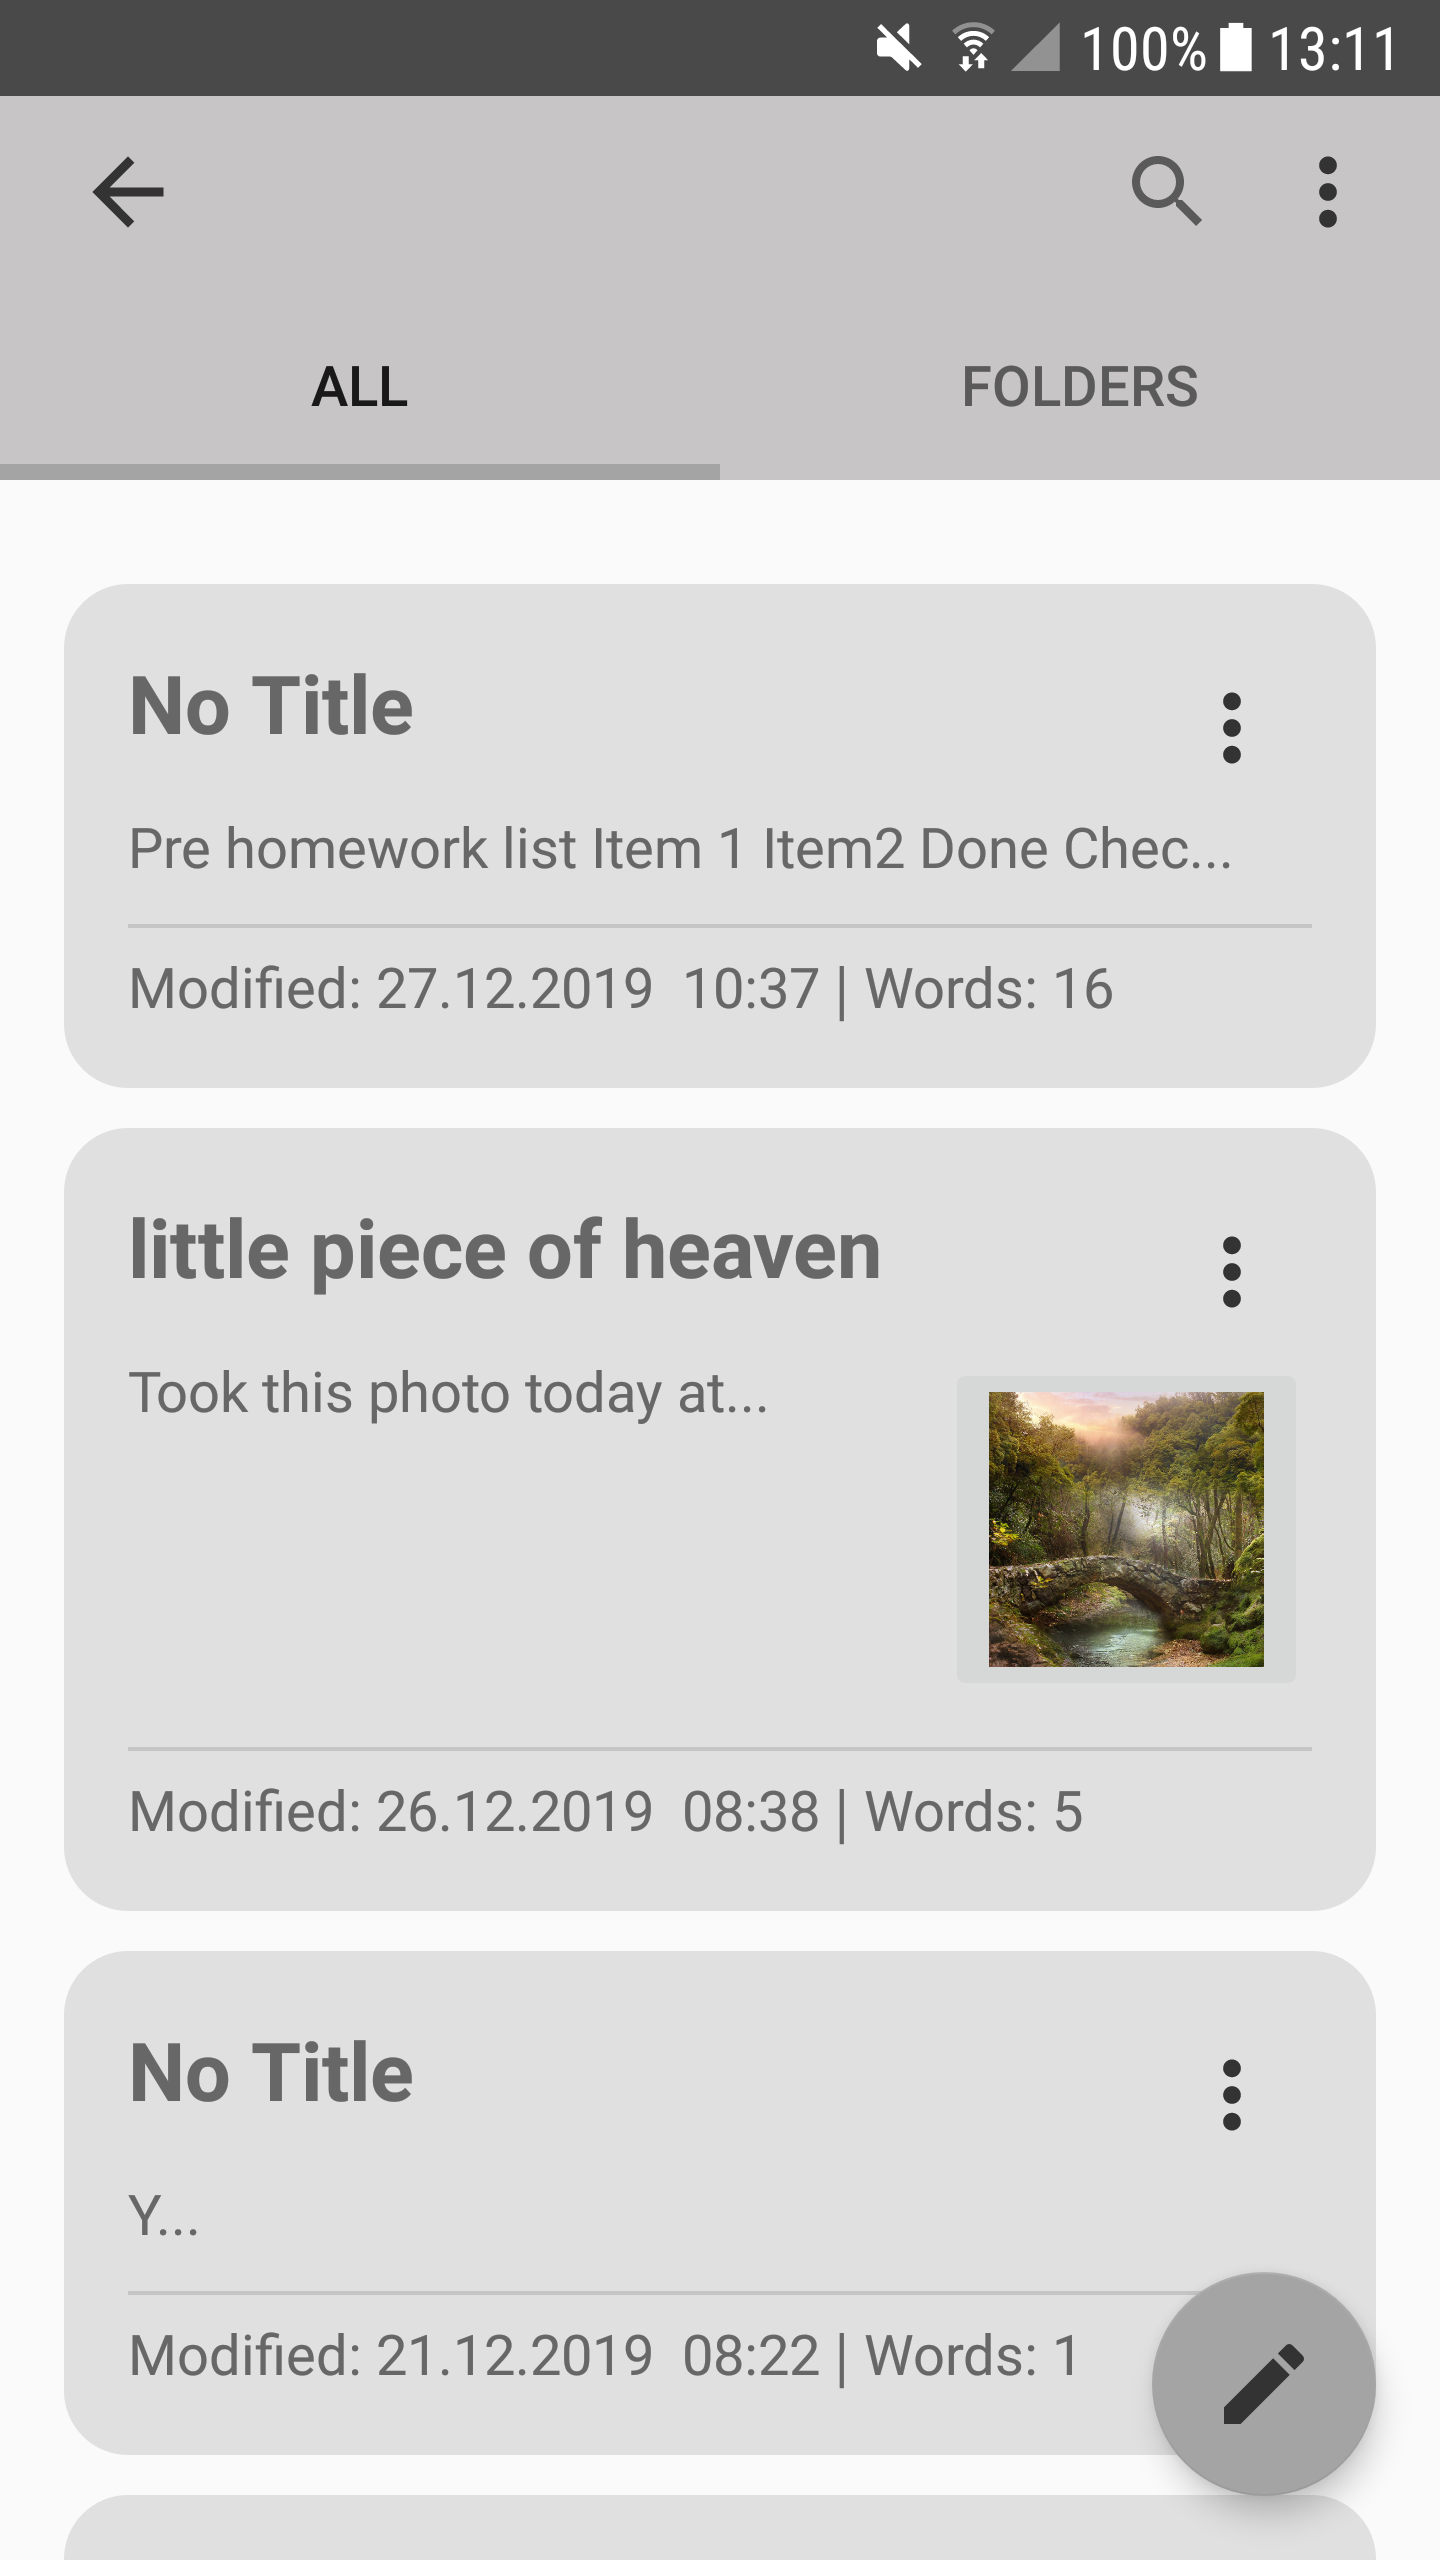 100% 13:11
ALL FOLDERS
No Title
Pre homework list Item 1 Item2 Done Chec...
Modified: 27.12.2019  10:37 | Words: 16
little piece of heaven
Took this photo today at...
Modified: 26.12.2019  08:38 | Words: 5
No Title
Y...
Modified: 21.12.2019  08:22 | Words: 1